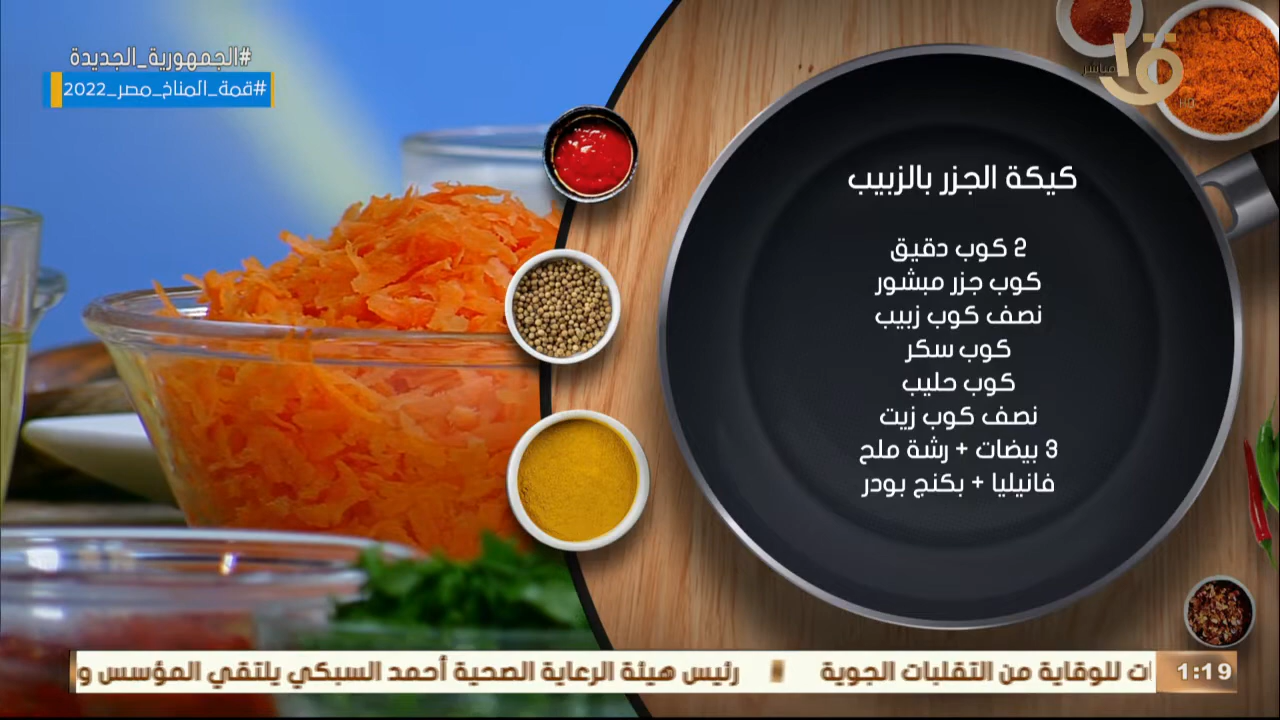 #الجمهورية_الجديدة
#قمة_المناخ_مصر_2022
مباشر
HD
كيكة الجزر بالزبيب
2 كوب دقيق
كوب جزر مبشور
نصف كوب زبيب
كوب سكر
كوب حليب
نصف كوب زيت
3 بيضات + رشة ملح
فانيليا + بكنج بودر
1:19
ات للوقاية من التقلبات الجوية
رئيس هيئة الرعاية الصحية أحمد السبكي يلتقي المؤسس و